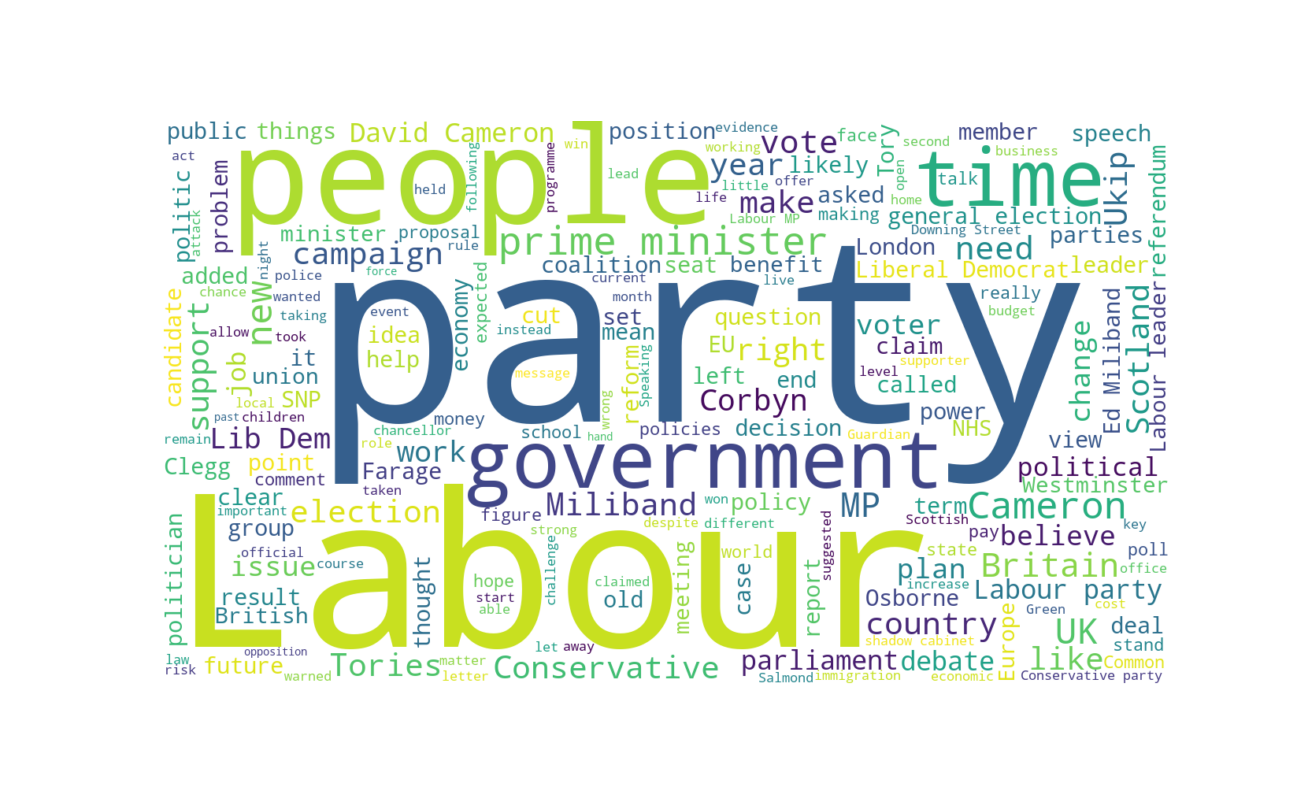 public
things
David Cameron
position
evidence
vote
face
second
member
speech
act
politic
attack
problem
people
held
following
win
programme
lead
working
year
little
life
offer
likely
Tory
open
business
time
talk
home
Ukip
referendum
make
asked
making
Labour MP
general election
Downing Street
minister
proposal
rule
prime minister
campaign
London
need
parties
added
night
police
force
coalition
seat
benefit
Liberal Democrat
leader
chance
wanted
current
live
really
candidate
support
new
taking
event
economy
expected
month
party
budget
allow
took
idea
instead
cut
set
mean
question
voter
change
Ed Miliband
Scotland
Labour leader
it
help
EU
right
claim
job
union
message
reform
Speaking
left
end
level
supporter
called
local
SNP
past
children
money
wrong
Corbyn
power
remain
chancellor
school
hand
policies
decision
Guardian
NHS
view
Lib Dem
role
work
government
Clegg
point
comment
Farage
political
Westminster
taken
clear
important
election
Miliband
won
policy
MP
term
Cameron
politician
group
figure
strong
despite
different
Scottish
pay
believe
key
official
Labour
suggested
state
poll
issue
course
thought
hope
challenge
claimed
meeting
world
case
report
plan
Britain
office
result
start
able
old
increase
Labour party
British
Osborne
Green
cost
country
Europe
UK
deal
opposition
let
away
shadow cabinet
stand
law
risk
future
warned
Tories
matter
letter
Conservative
parliament
debate
like
Common
Salmond
immigration
economic
Conservative party